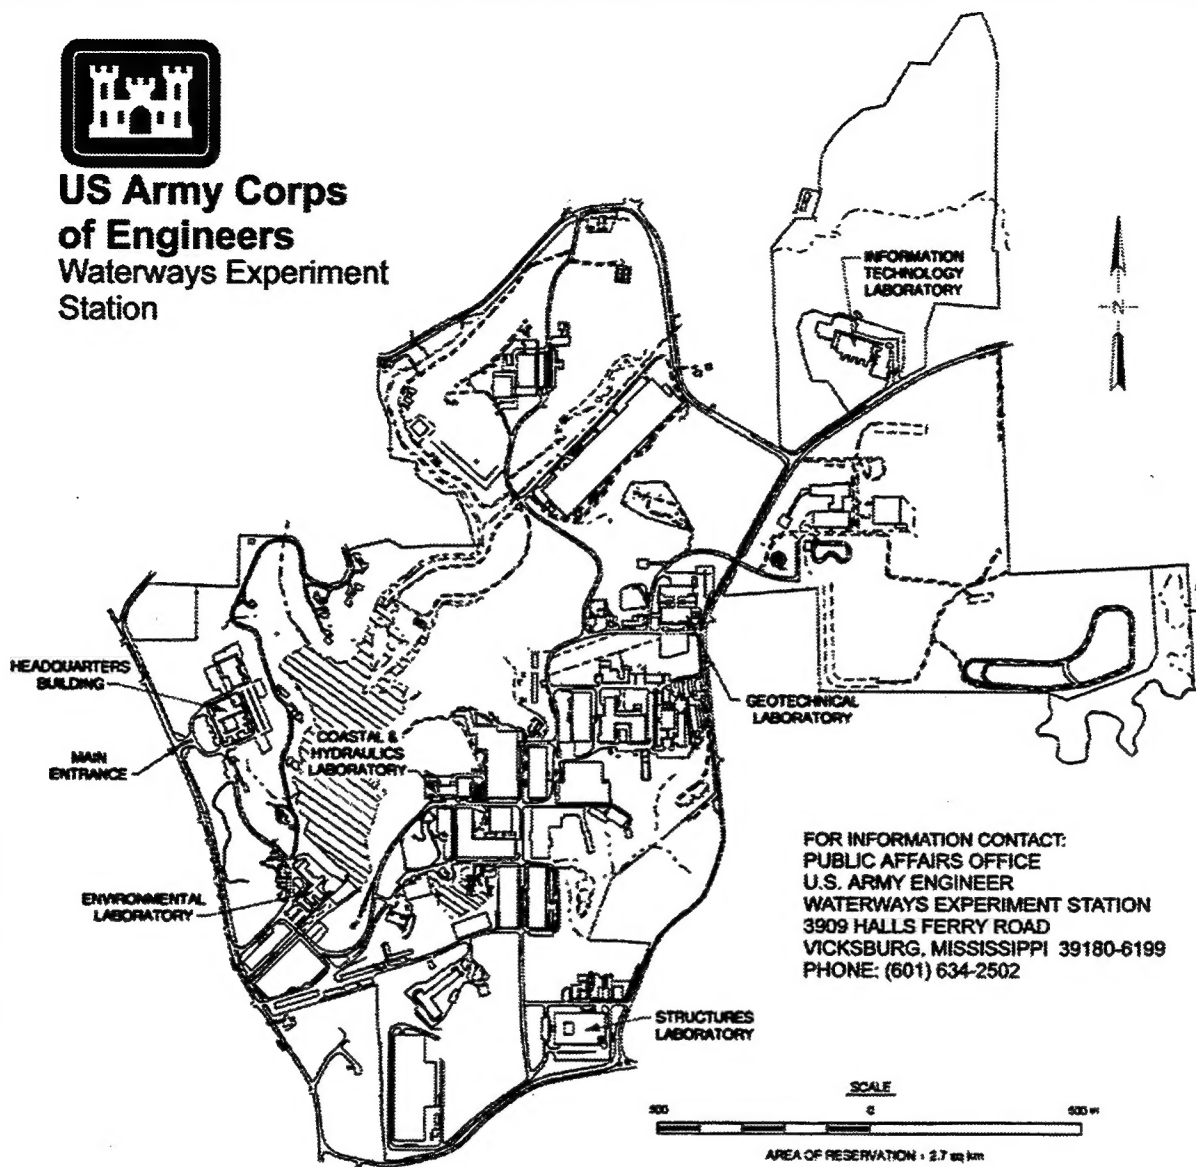 US Army Corps
of Engineers
Waterways Experiment
Station
INFORMATION
TECHNOLOGY
LABORATORY
N
HEADQUARTERS
BUILDING
MAIN
ENTRANCE
COASTAL &
HYDRAULICS
LABORATORY
GEOTECHNICAL
LABORATORY
ENVIRONMENTAL
LABORATORY
FOR INFORMATION CONTACT:
PUBLIC AFFAIRS OFFICE
U.S. ARMY ENGINEER
WATERWAYS EXPERIMENT STATION
3909 HALLS FERRY ROAD
VICKSBURG, MISSISSIPPI 39180-6199
PHONE: (601) 634-2502
STRUCTURES
LABORATORY
SCALE
500 0 500 m
AREA OF RESERVATION : 2.7 sq km